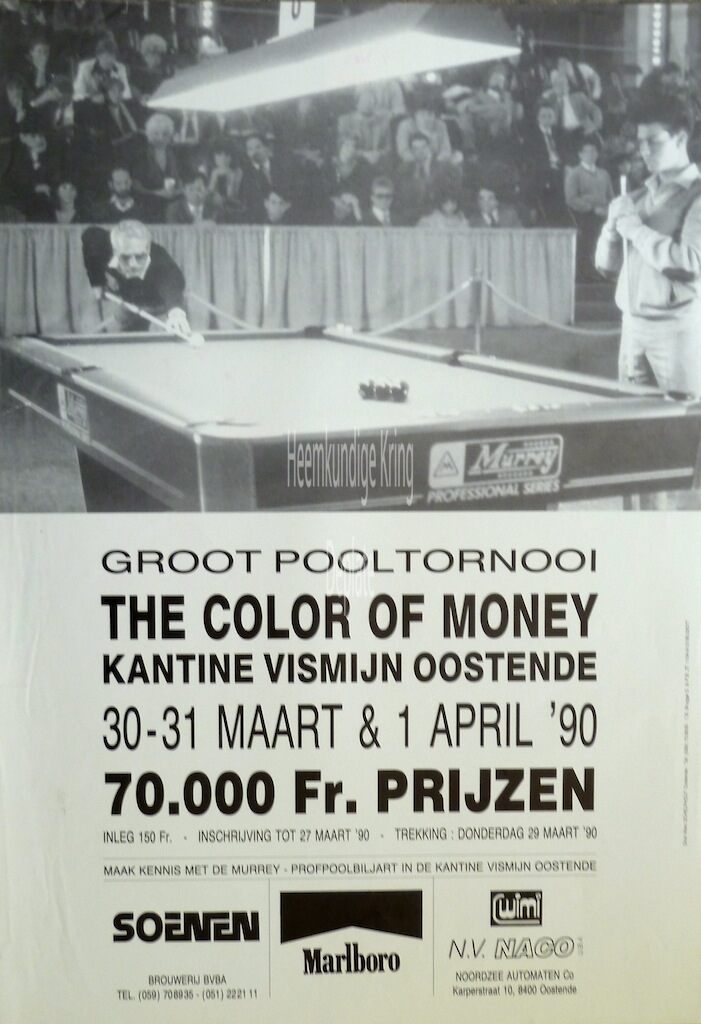 Murrey
PROFESSIONAL SERIES
Heemkundige Kring
Deplate
GROOT POOLTORNOOI
THE COLOR OF MONEY
KANTINE VISMIJN OOSTENDE
30-31 MAART & 1 APRIL '90
70.000 Fr. PRIJZEN
INLEG 150 Fr. - INSCHRIJVING TOT 27 MAART '90 - TREKKING : DONDERDAG 29 MAART '90
MAAK KENNIS MET DE MURREY - PROFPOOLBILJART IN DE KANTINE VISMIJN OOSTENDE
SOENEN
BROUWERIJ BVBA
TEL. (059) 708935 - (051) 222111
Marlboro
wimi
N.V. NACO
NOORDZEE AUTOMATEN Co
Karperstraat 10, 8400 Oostende